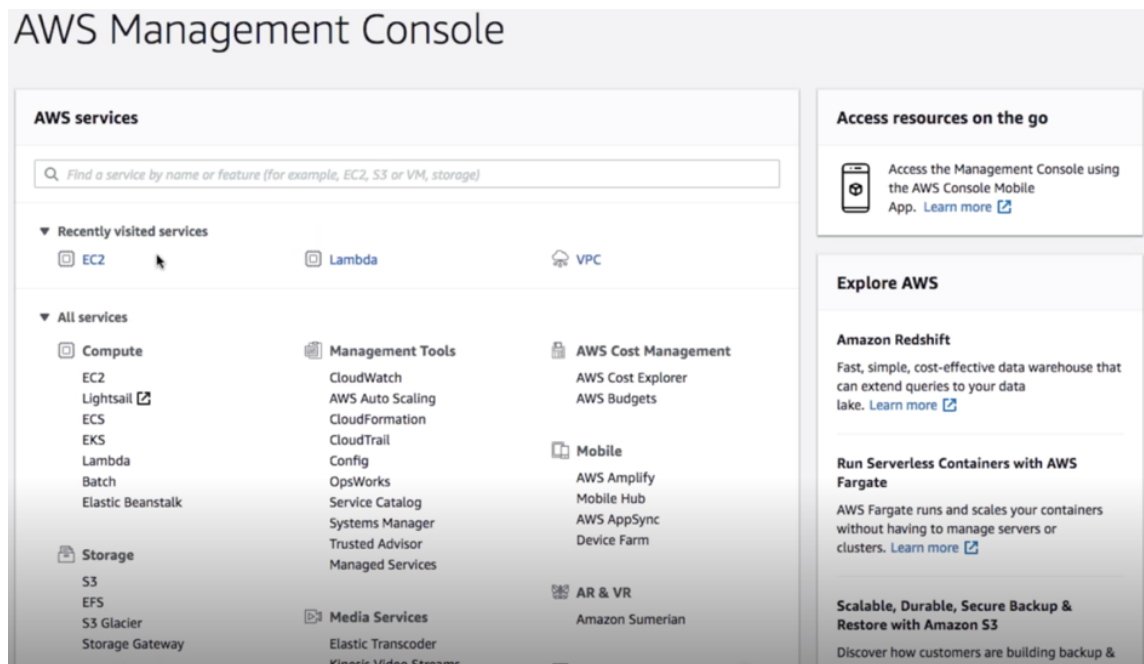 AWS Management Console
AWS services
Find a service by name or feature (for example, EC2, S3 or VM, storage)
Recently visited services
EC2
Lambda
VPC
All services
Compute
EC2
Lightsail
ECS
EKS
Lambda
Batch
Elastic Beanstalk
Storage
S3
EFS
S3 Glacier
Storage Gateway
Management Tools
CloudWatch
AWS Auto Scaling
CloudFormation
CloudTrail
Config
OpsWorks
Service Catalog
Systems Manager
Trusted Advisor
Managed Services
Media Services
Elastic Transcoder
Kinesis Video Streams
AWS Cost Management
AWS Cost Explorer
AWS Budgets
Mobile
AWS Amplify
Mobile Hub
AWS AppSync
Device Farm
AR & VR
Amazon Sumerian
Access resources on the go
Access the Management Console using
the AWS Console Mobile
App. Learn more
Explore AWS
Amazon Redshift
Fast, simple, cost-effective data warehouse that
can extend queries to your data
lake. Learn more
Run Serverless Containers with AWS
Fargate
AWS Fargate runs and scales your containers
without having to manage servers or
clusters. Learn more
Scalable, Durable, Secure Backup &
Restore with Amazon S3
Discover how customers are building backup &